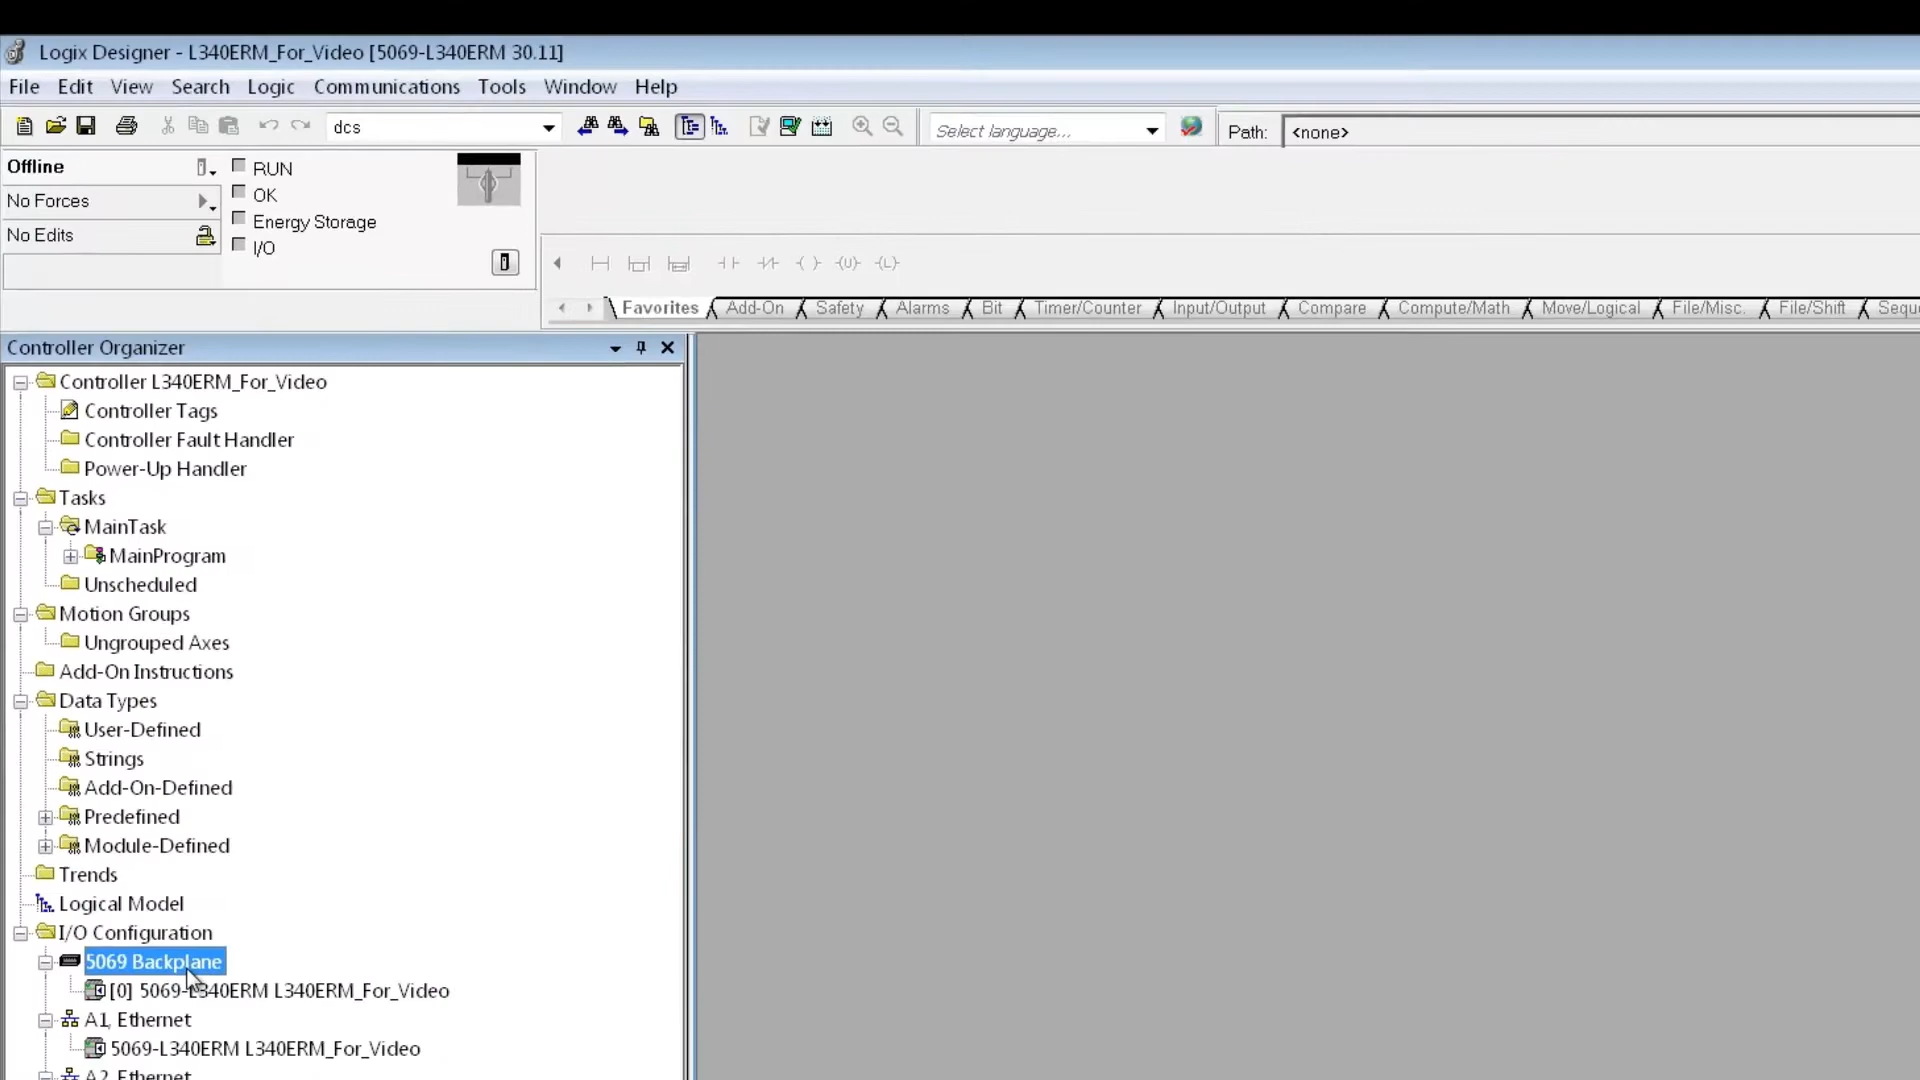 Logix Designer - L340ERM_For_Video [5069-L340ERM 30.11]
File Edit View Search Logic Communications Tools Window Help
dcs Select language... Path: <none>
Offline RUN
OK
No Forces Energy Storage
No Edits I/O
Favorites Add-On Safety Alarms Bit Timer/Counter Input/Output Compare Compute/Math Move/Logical File/Misc. File/Shift Sequ
Controller Organizer
Controller L340ERM_For_Video
Controller Tags
Controller Fault Handler
Power-Up Handler
Tasks
MainTask
MainProgram
Unscheduled
Motion Groups
Ungrouped Axes
Add-On Instructions
Data Types
User-Defined
Strings
Add-On-Defined
Predefined
Module-Defined
Trends
Logical Model
I/O Configuration
5069 Backplane
[0] 5069-L340ERM L340ERM_For_Video
A1, Ethernet
5069-L340ERM L340ERM_For_Video
A2, Ethernet